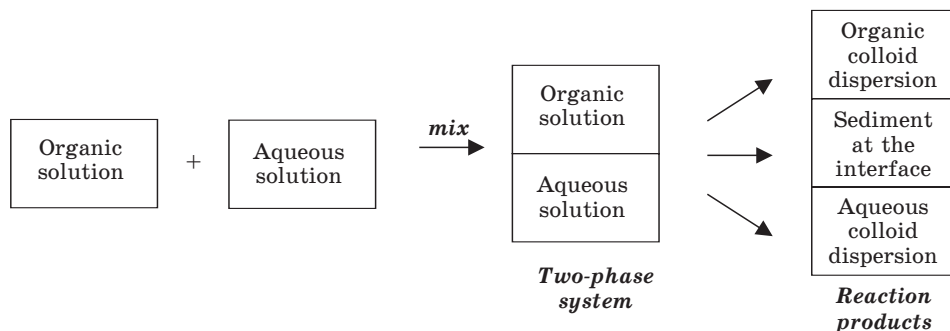 Organic
solution
+
Aqueous
solution
mix
Organic
solution
Aqueous
solution
Two-phase
system
Organic
colloid
dispersion
Sediment
at the
interface
Aqueous
colloid
dispersion
Reaction
products